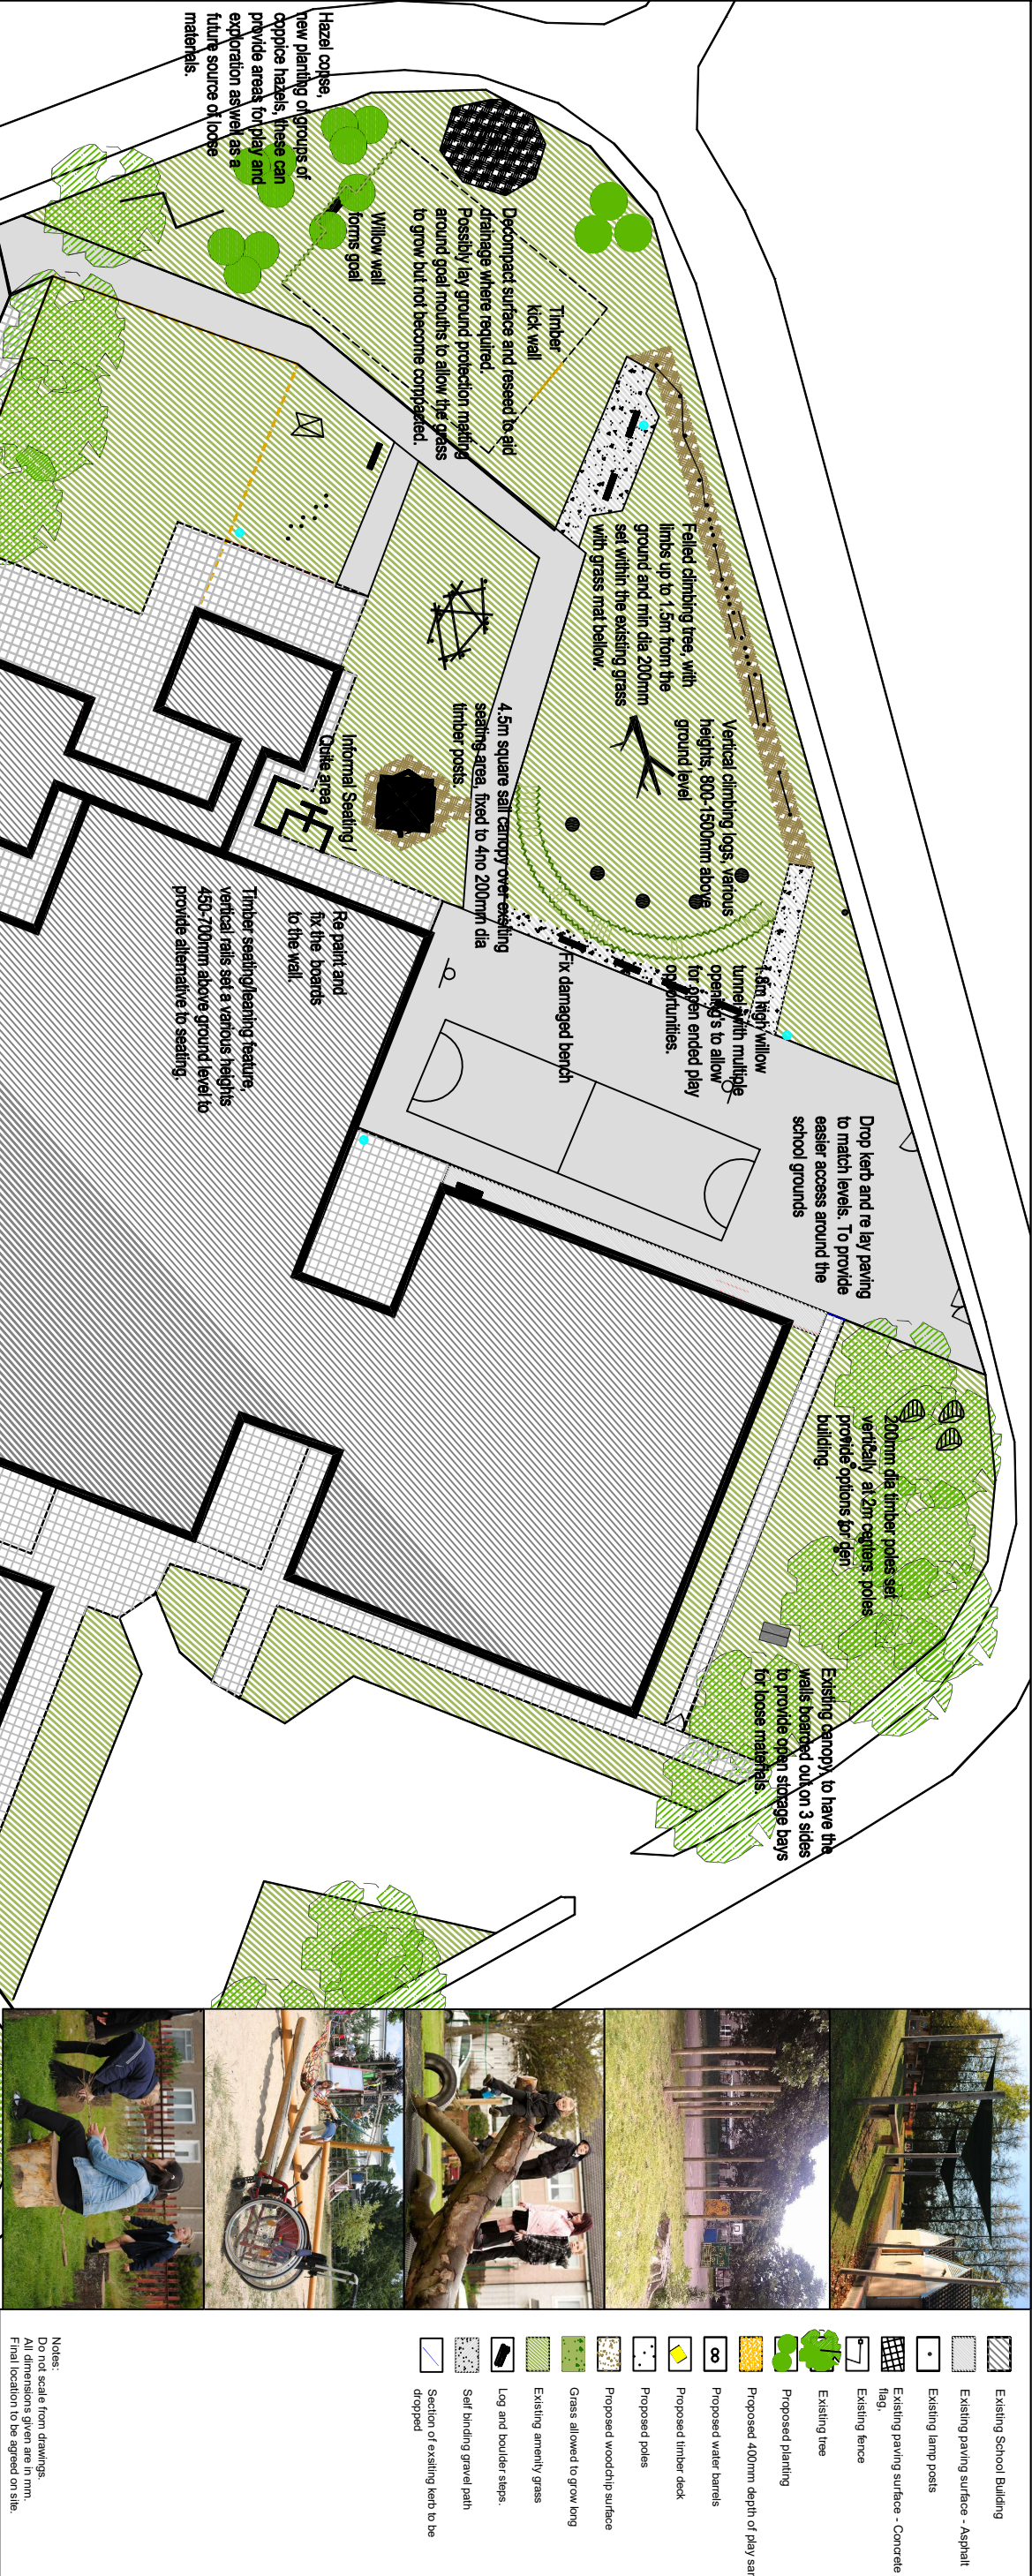 Hazel copse,
new planting of groups of
coppice hazels, these can
provide areas for play and
exploration as well as a
future source of loose
materials.
Willow wall
forms goal
Timber
kick wall
Decompact surface and reseed to aid
drainage where required.
Possibly lay ground protection matting
around goal mouths to allow the grass
to grow but not become compacted.
Felled climbing tree, with
limbs up to 1.5m from the
ground and min dia 200mm
set within the existing grass
with grass mat bellow.
Vertical climbing logs, various
heights, 800-1500mm above
ground level
4.5m square sail canopy over existing
seating area, fixed to 4no 200mm dia
timber posts.
Informal Seating /
Quite area
Timber seating/leaning feature,
vertical rails set a various heights
450-700mm above ground level to
provide alternative to seating.
Re paint and
fix the boards
to the wall.
Fix damaged bench
1.8m high willow
tunnel with multiple
opening's to allow
for open ended play
opportunities.
Drop kerb and re lay paving
to match levels. To provide
easier access around the
school grounds
200mm dia timber poles set
vertically at 2m centers. poles
provide options for den
building.
Existing canopy, to have the
walls boarded out on 3 sides
to provide open storage bays
for loose materials.
Existing School Building
Existing paving surface - Asphalt
Existing lamp posts
Existing paving surface - Concrete
flag.
Existing fence
Existing tree
Proposed planting
Proposed 400mm depth of play sar
Proposed water barrels
Proposed timber deck
Proposed poles
Proposed woodchip surface
Grass allowed to grow long
Existing amenity grass
Log and boulder steps.
Self binding gravel path
Section of exsiting kerb to be
dropped
Notes:
Do not scale from drawings.
All dimensions given are in mm.
Final location to be agreed on site.